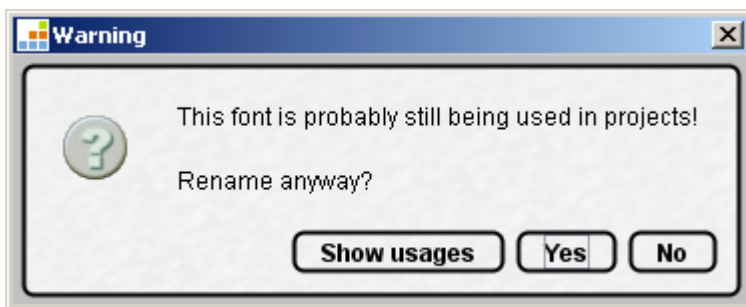 Warning
This font is probably still being used in projects!
Rename anyway?
Show usages Yes No